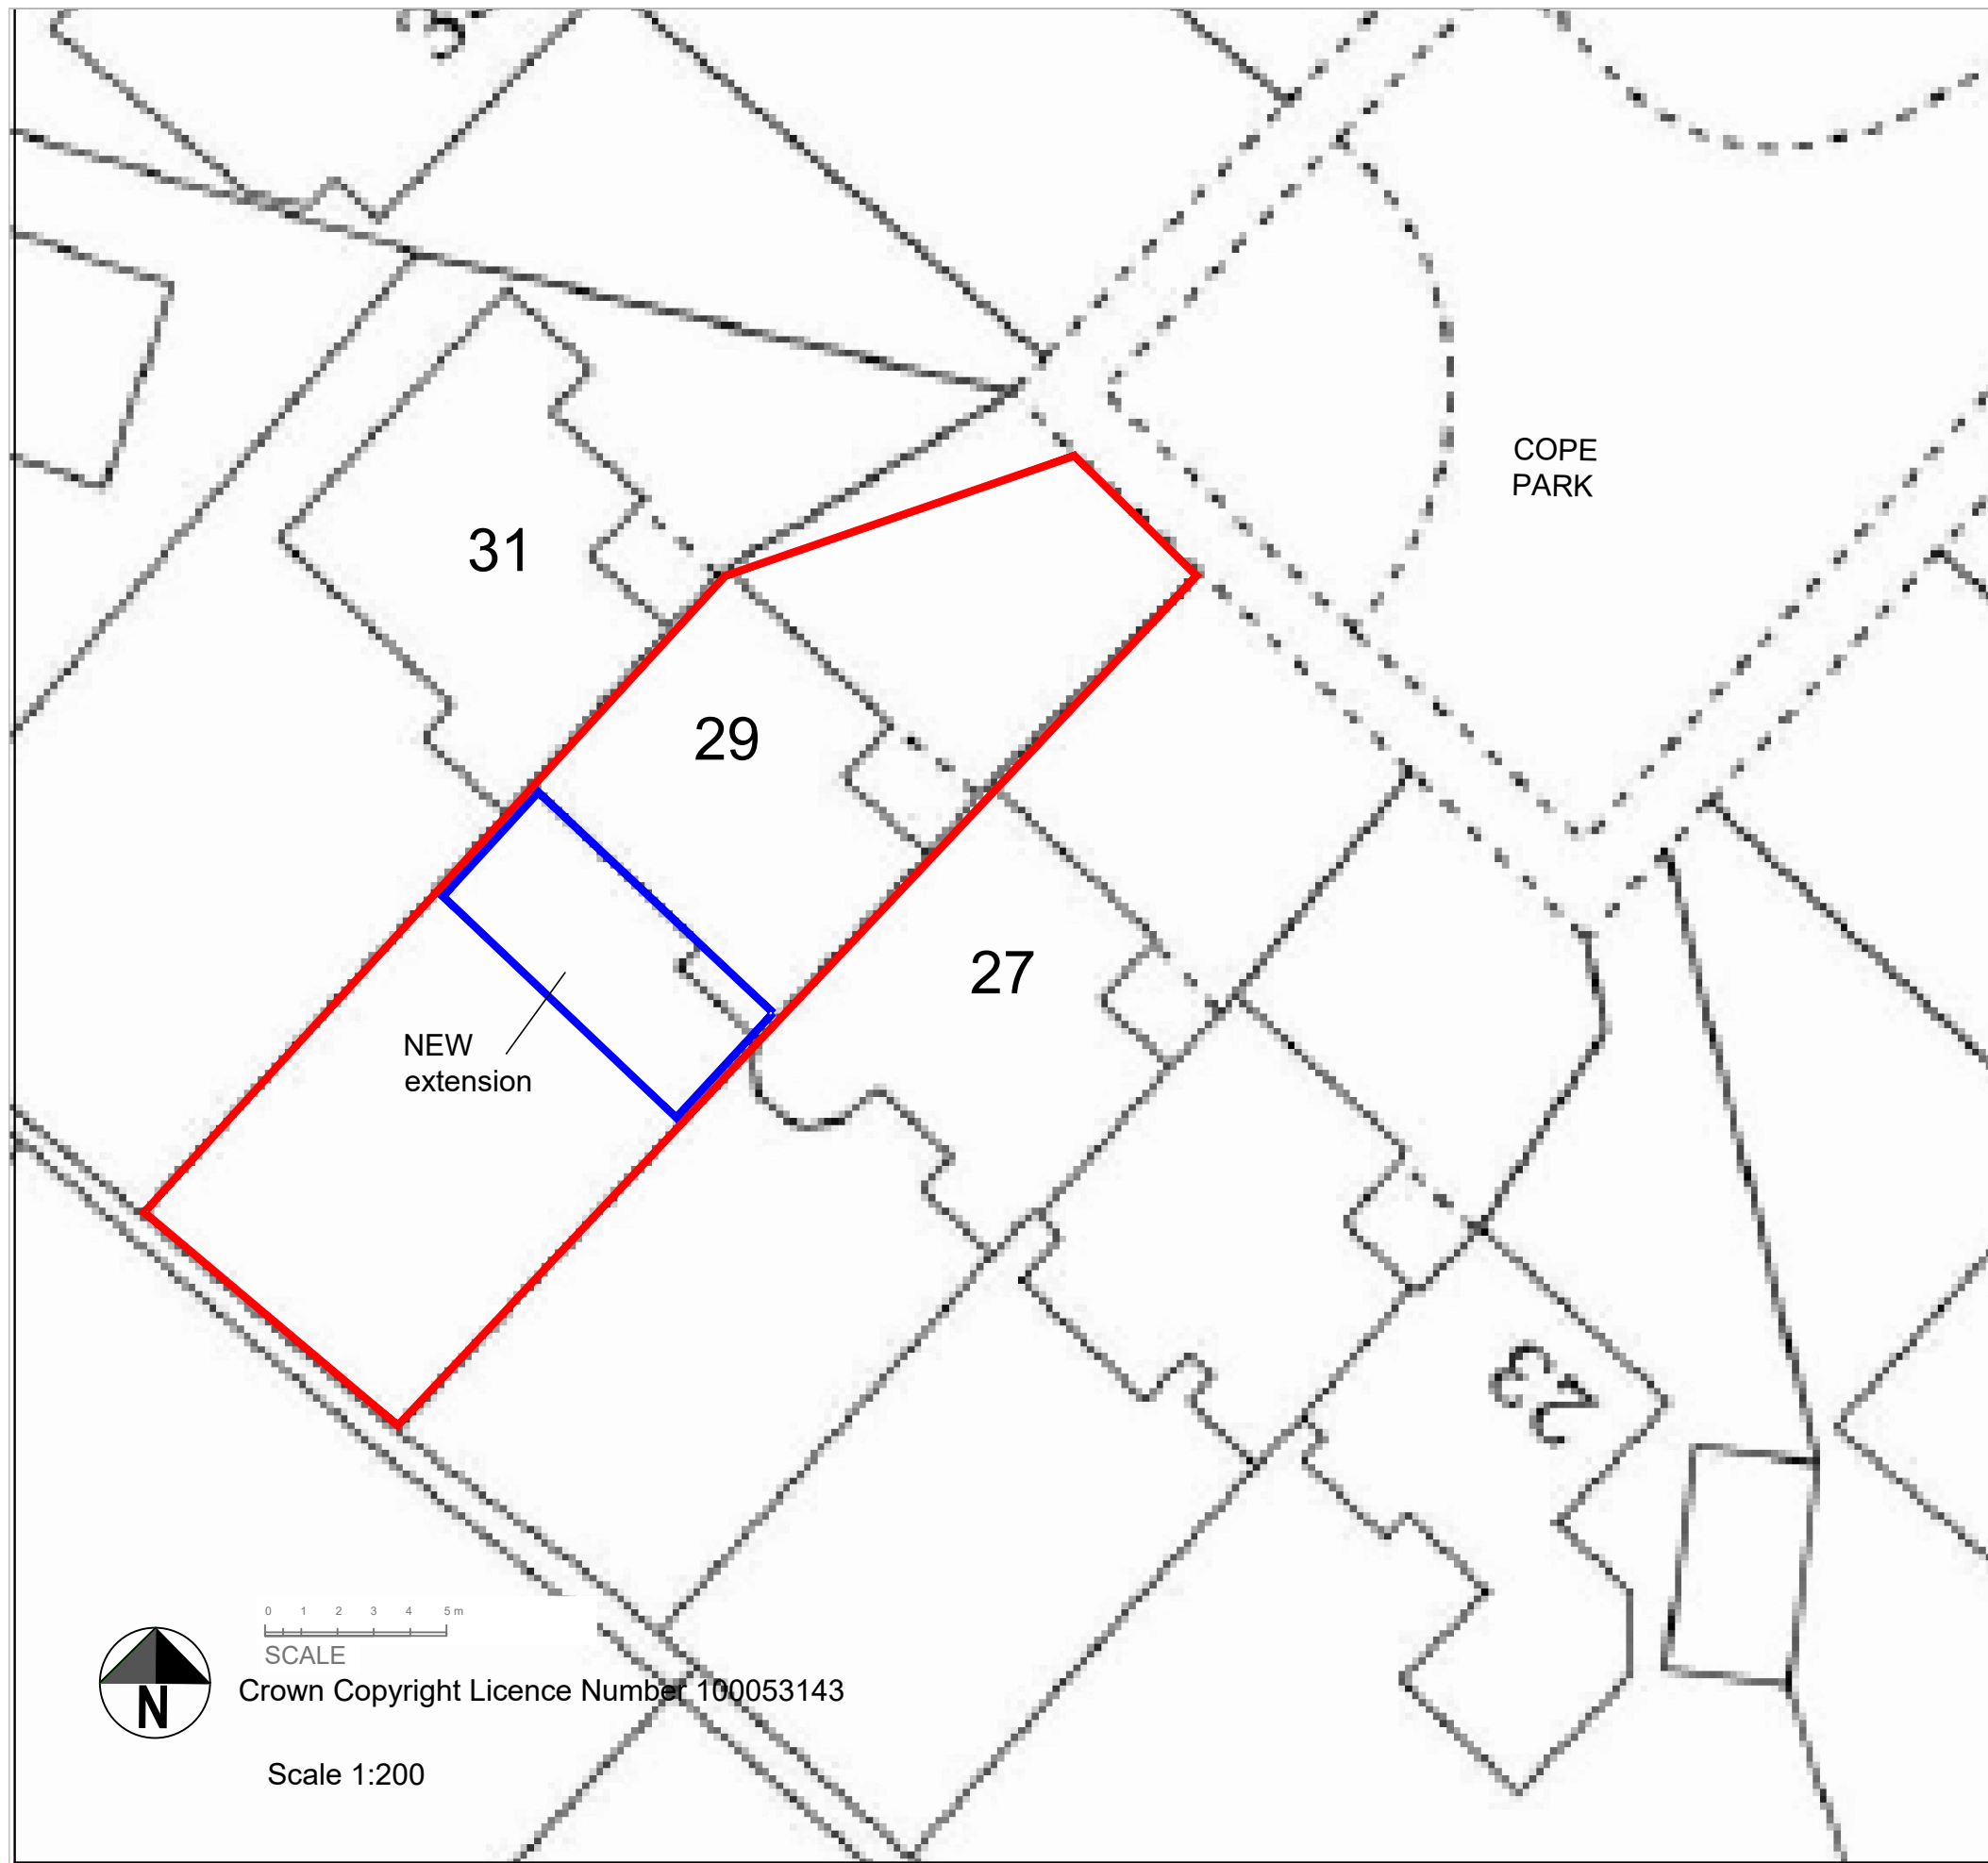 COPE
PARK
31
29
27
NEW
extension
23
0 1 2 3 4 5 m
SCALE
N
Crown Copyright Licence Number 100053143
Scale 1:200